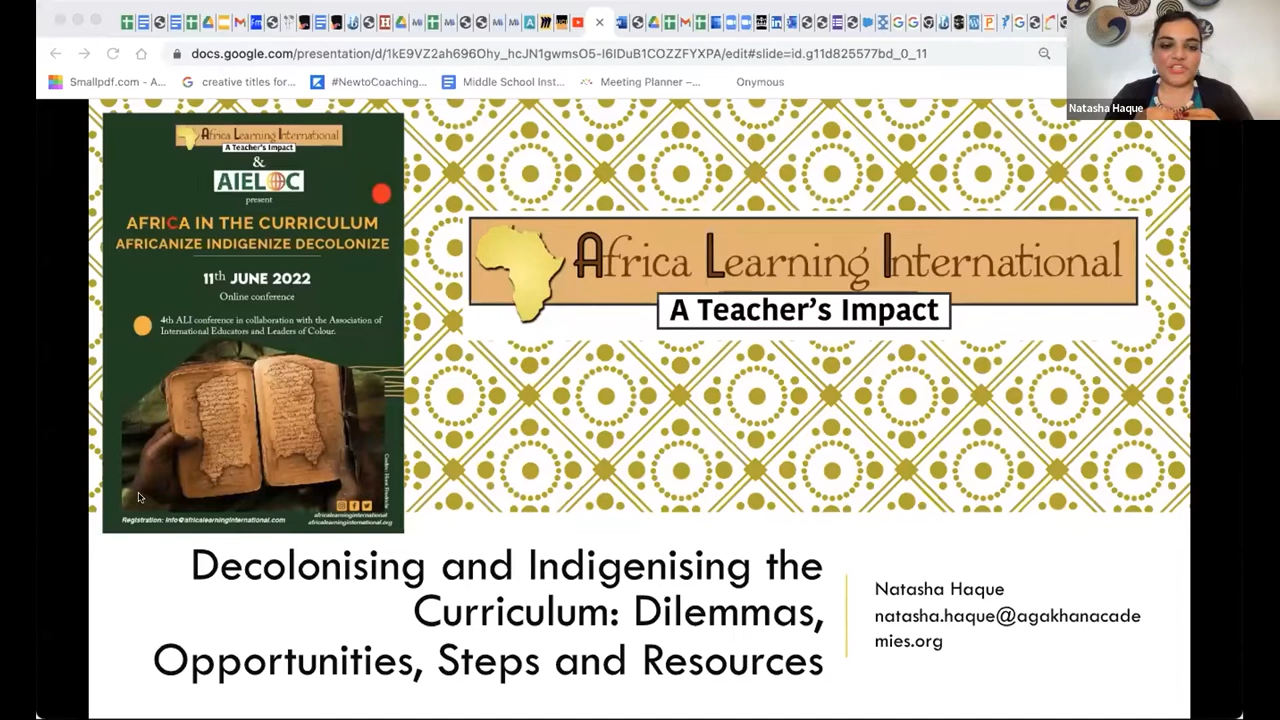 docs.google.com/presentation/d/1kE9VZ2ah696Ohy_hcJN1gwmsO5-I6IDuB1COZZFYXPA/edit#slide=id.g11d825577bd_0_11
Smallpdf.com - A...
creative titles for...
#NewtoCoaching...
Middle School Inst...
Meeting Planner –...
Onymous
Natasha Haque
Africa Learning International
A Teacher's Impact
&
AIELOC
present
AFRICA IN THE CURRICULUM
AFRICANIZE INDIGENIZE DECOLONIZE
11th JUNE 2022
Online conference
4th ALI conference in collaboration with the Association of
International Educators and Leaders of Colour.
Registration: info@africalearninginternational.com
africalearninginternational
africalearninginternational.org
Africa Learning International
A Teacher's Impact
Decolonising and Indigenising the
Curriculum: Dilemmas,
Opportunities, Steps and Resources
Natasha Haque
natasha.haque@agakhanacade
mies.org